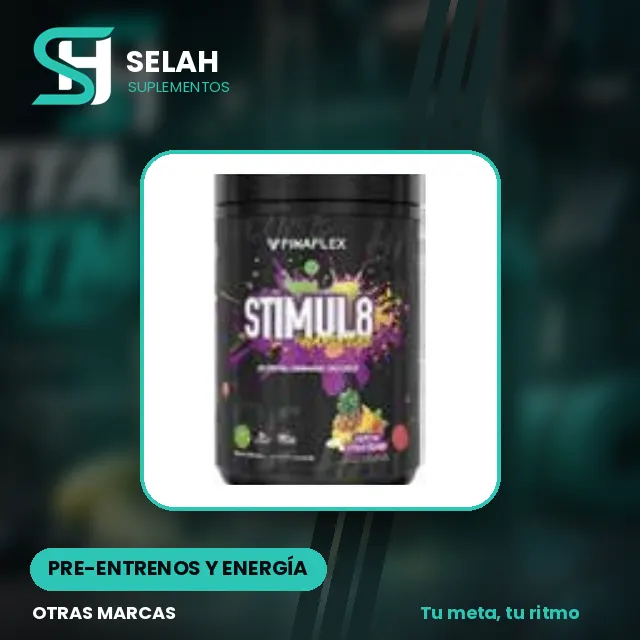 SELAH
SUPLEMENTOS
FINAFLEX
STIMUL8
PRE-ENTRENOS Y ENERGÍA
OTRAS MARCAS
Tu meta, tu ritmo